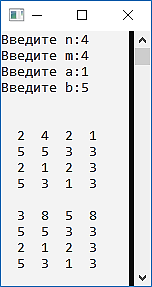 Введите n:4
Введите m:4
Введите a:1
Введите b:5
2 4 2 1
5 5 3 3
2 1 2 3
5 3 1 3
3 8 5 8
5 5 3 3
2 1 2 3
5 3 1 3